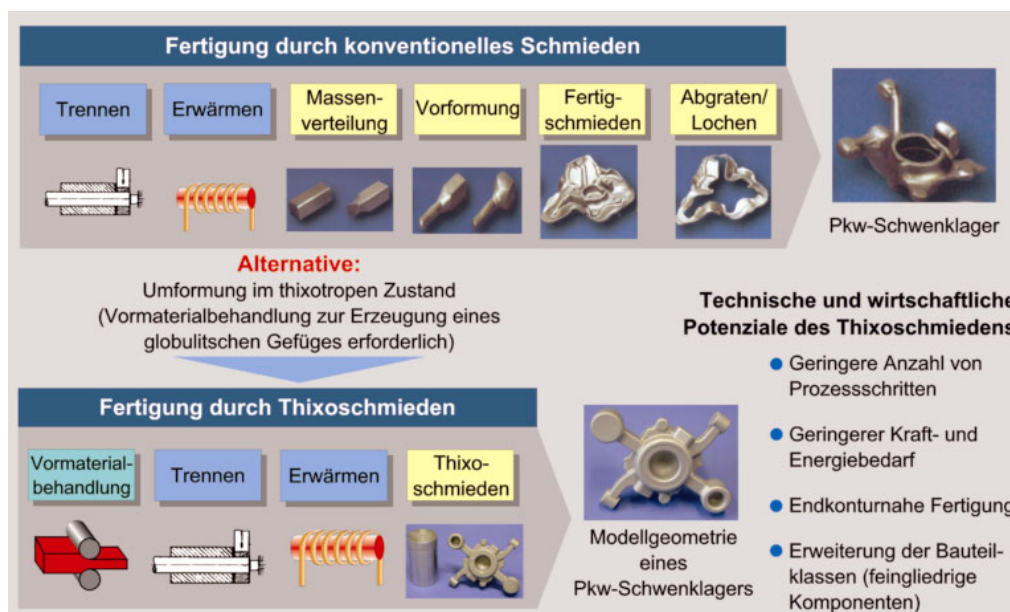 Fertigung durch konventionelles Schmieden
Trennen
Erwärmen
Massen-
verteilung
Vorformung
Fertig-
schmieden
Abgraten/
Lochen
Pkw-Schwenklager
Alternative:
Umformung im thixotropen Zustand
(Vormaterialbehandlung zur Erzeugung eines
globulitschen Gefüges erforderlich)
Fertigung durch Thixoschmieden
Vormaterial-
behandlung
Trennen
Erwärmen
Thixo-
schmieden
Modellgeometrie
eines
Pkw-Schwenklagers
Technische und wirtschaftliche
Potenziale des Thixoschmiedens
Geringere Anzahl von
Prozessschritten
Geringerer Kraft- und
Energiebedarf
Endkonturnahe Fertigung
Erweiterung der Bauteil-
klassen (feingliedrige
Komponenten)